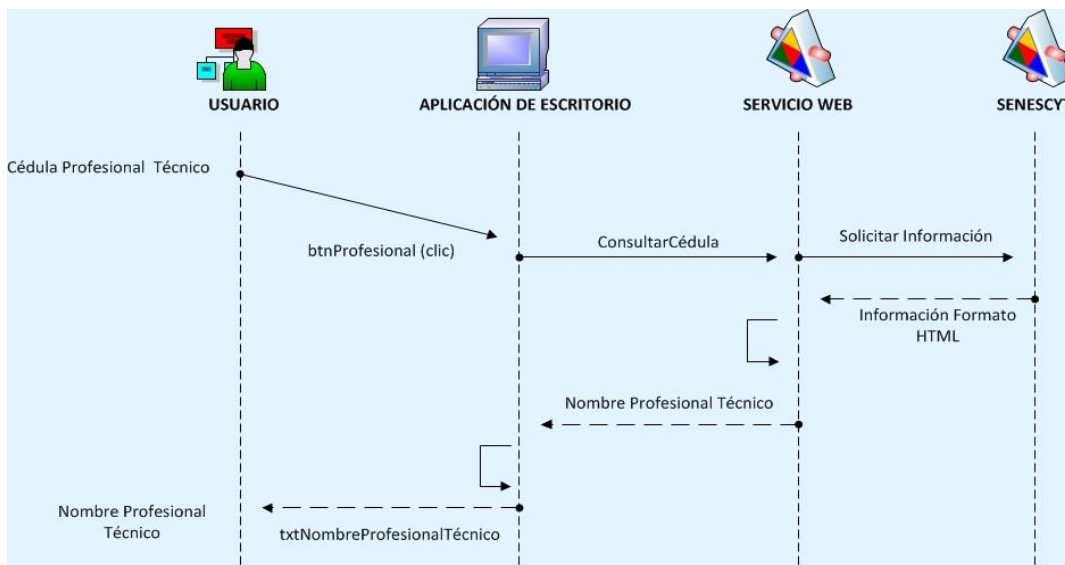 USUARIO
APLICACIÓN DE ESCRITORIO
SERVICIO WEB
SENESCYT
Cédula Profesional Técnico
btnProfesional (clic)
ConsultarCédula
Solicitar Información
Información Formato
HTML
Nombre Profesional Técnico
Nombre Profesional
Técnico
txtNombreProfesionalTécnico